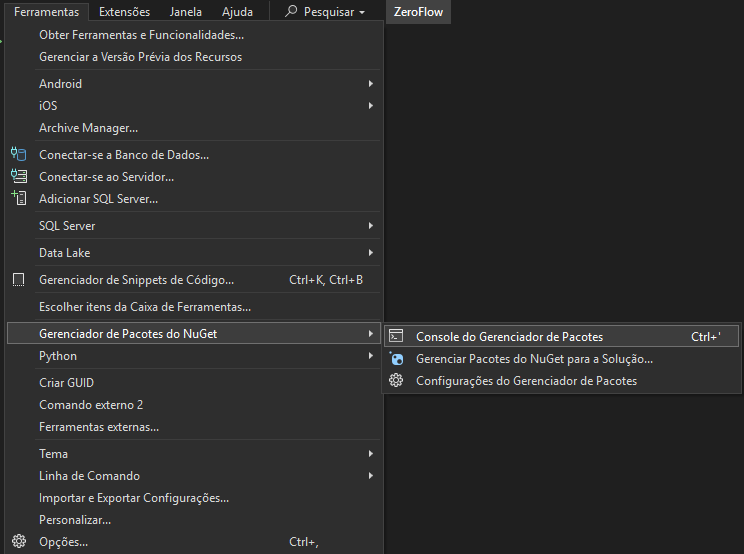 Ferramentas Extensões Janela Ajuda Pesquisar ZeroFlow
Obter Ferramentas e Funcionalidades...
Gerenciar a Versão Prévia dos Recursos
Android
iOS
Archive Manager...
Conectar-se a Banco de Dados...
Conectar-se ao Servidor...
Adicionar SQL Server...
SQL Server
Data Lake
Gerenciador de Snippets de Código... Ctrl+K, Ctrl+B
Escolher itens da Caixa de Ferramentas...
Gerenciador de Pacotes do NuGet
Console do Gerenciador de Pacotes Ctrl+'
Gerenciar Pacotes do NuGet para a Solução...
Configurações do Gerenciador de Pacotes
Python
Criar GUID
Comando externo 2
Ferramentas externas...
Tema
Linha de Comando
Importar e Exportar Configurações...
Personalizar...
Opções... Ctrl+,